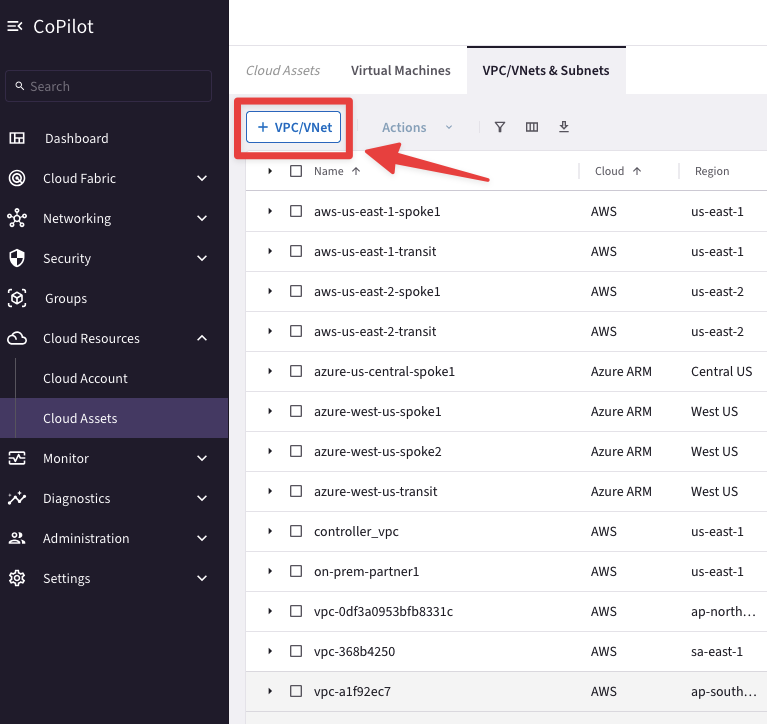 CoPilot
Search
Dashboard
Cloud Fabric
Networking
Security
Groups
Cloud Resources
Cloud Account
Cloud Assets
Monitor
Diagnostics
Administration
Settings
Cloud Assets Virtual Machines VPC/VNets & Subnets
+ VPC/VNet Actions
Name ↑ Cloud ↑ Region
aws-us-east-1-spoke1 AWS us-east-1
aws-us-east-1-transit AWS us-east-1
aws-us-east-2-spoke1 AWS us-east-2
aws-us-east-2-transit AWS us-east-2
azure-us-central-spoke1 Azure ARM Central US
azure-west-us-spoke1 Azure ARM West US
azure-west-us-spoke2 Azure ARM West US
azure-west-us-transit Azure ARM West US
controller_vpc AWS us-east-1
on-prem-partner1 AWS us-east-1
vpc-0df3a0953bfb8331c AWS ap-north...
vpc-368b4250 AWS sa-east-1
vpc-a1f92ec7 AWS ap-south...